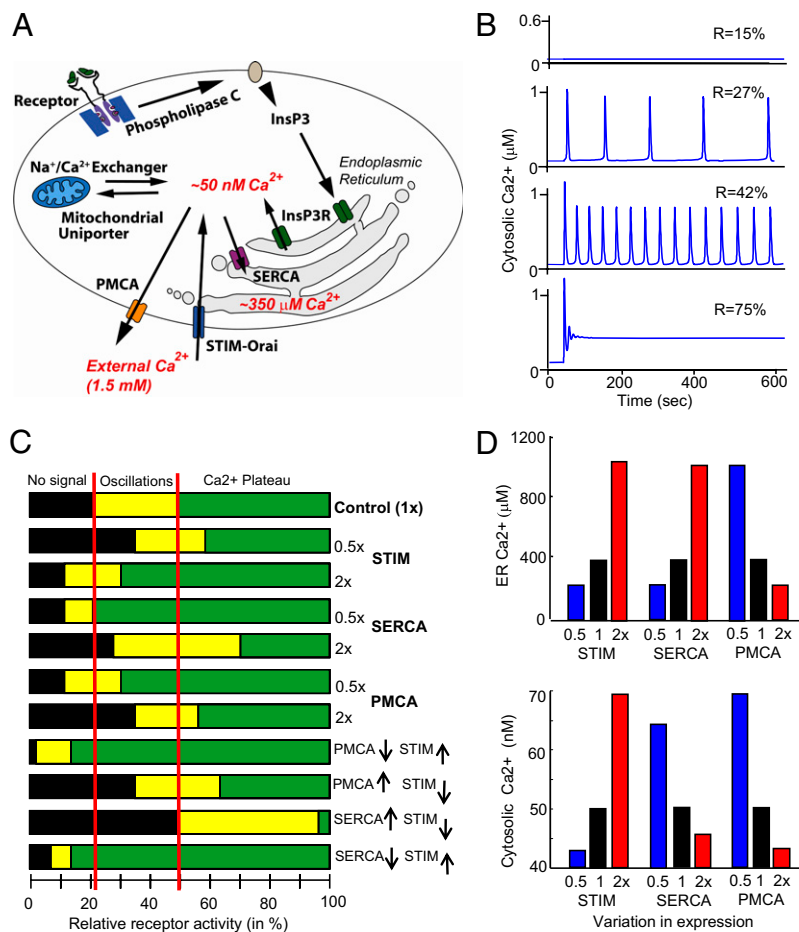 A
Receptor
Phospholipase C
InsP3
Na+/Ca2+ Exchanger
~50 nM Ca2+
Endoplasmic
Reticulum
Mitochondrial
Uniporter
InsP3R
PMCA
SERCA
~350 µM Ca2+
STIM-Orai
External Ca2+
(1.5 mM)
B
0.6
R=15%
0
1
R=27%
0
1
R=42%
0
1
R=75%
0
Cytosolic Ca2+ (µM)
0 200 400 600
Time (sec)
C
No signal Oscillations Ca2+ Plateau
Control (1x)
0.5x
STIM
2x
0.5x
SERCA
2x
0.5x
PMCA
2x
PMCA ↓ STIM ↑
PMCA ↑ STIM ↓
SERCA ↑ STIM ↓
SERCA ↓ STIM ↑
0 20 40 60 80 100
Relative receptor activity (in %)
D
1200
800
400
0
ER Ca2+ (µM)
0.5 1 2x 0.5 1 2x 0.5 1 2x
STIM SERCA PMCA
70
60
50
40
Cytosolic Ca2+ (nM)
0.5 1 2x 0.5 1 2x 0.5 1 2x
STIM SERCA PMCA
Variation in expression